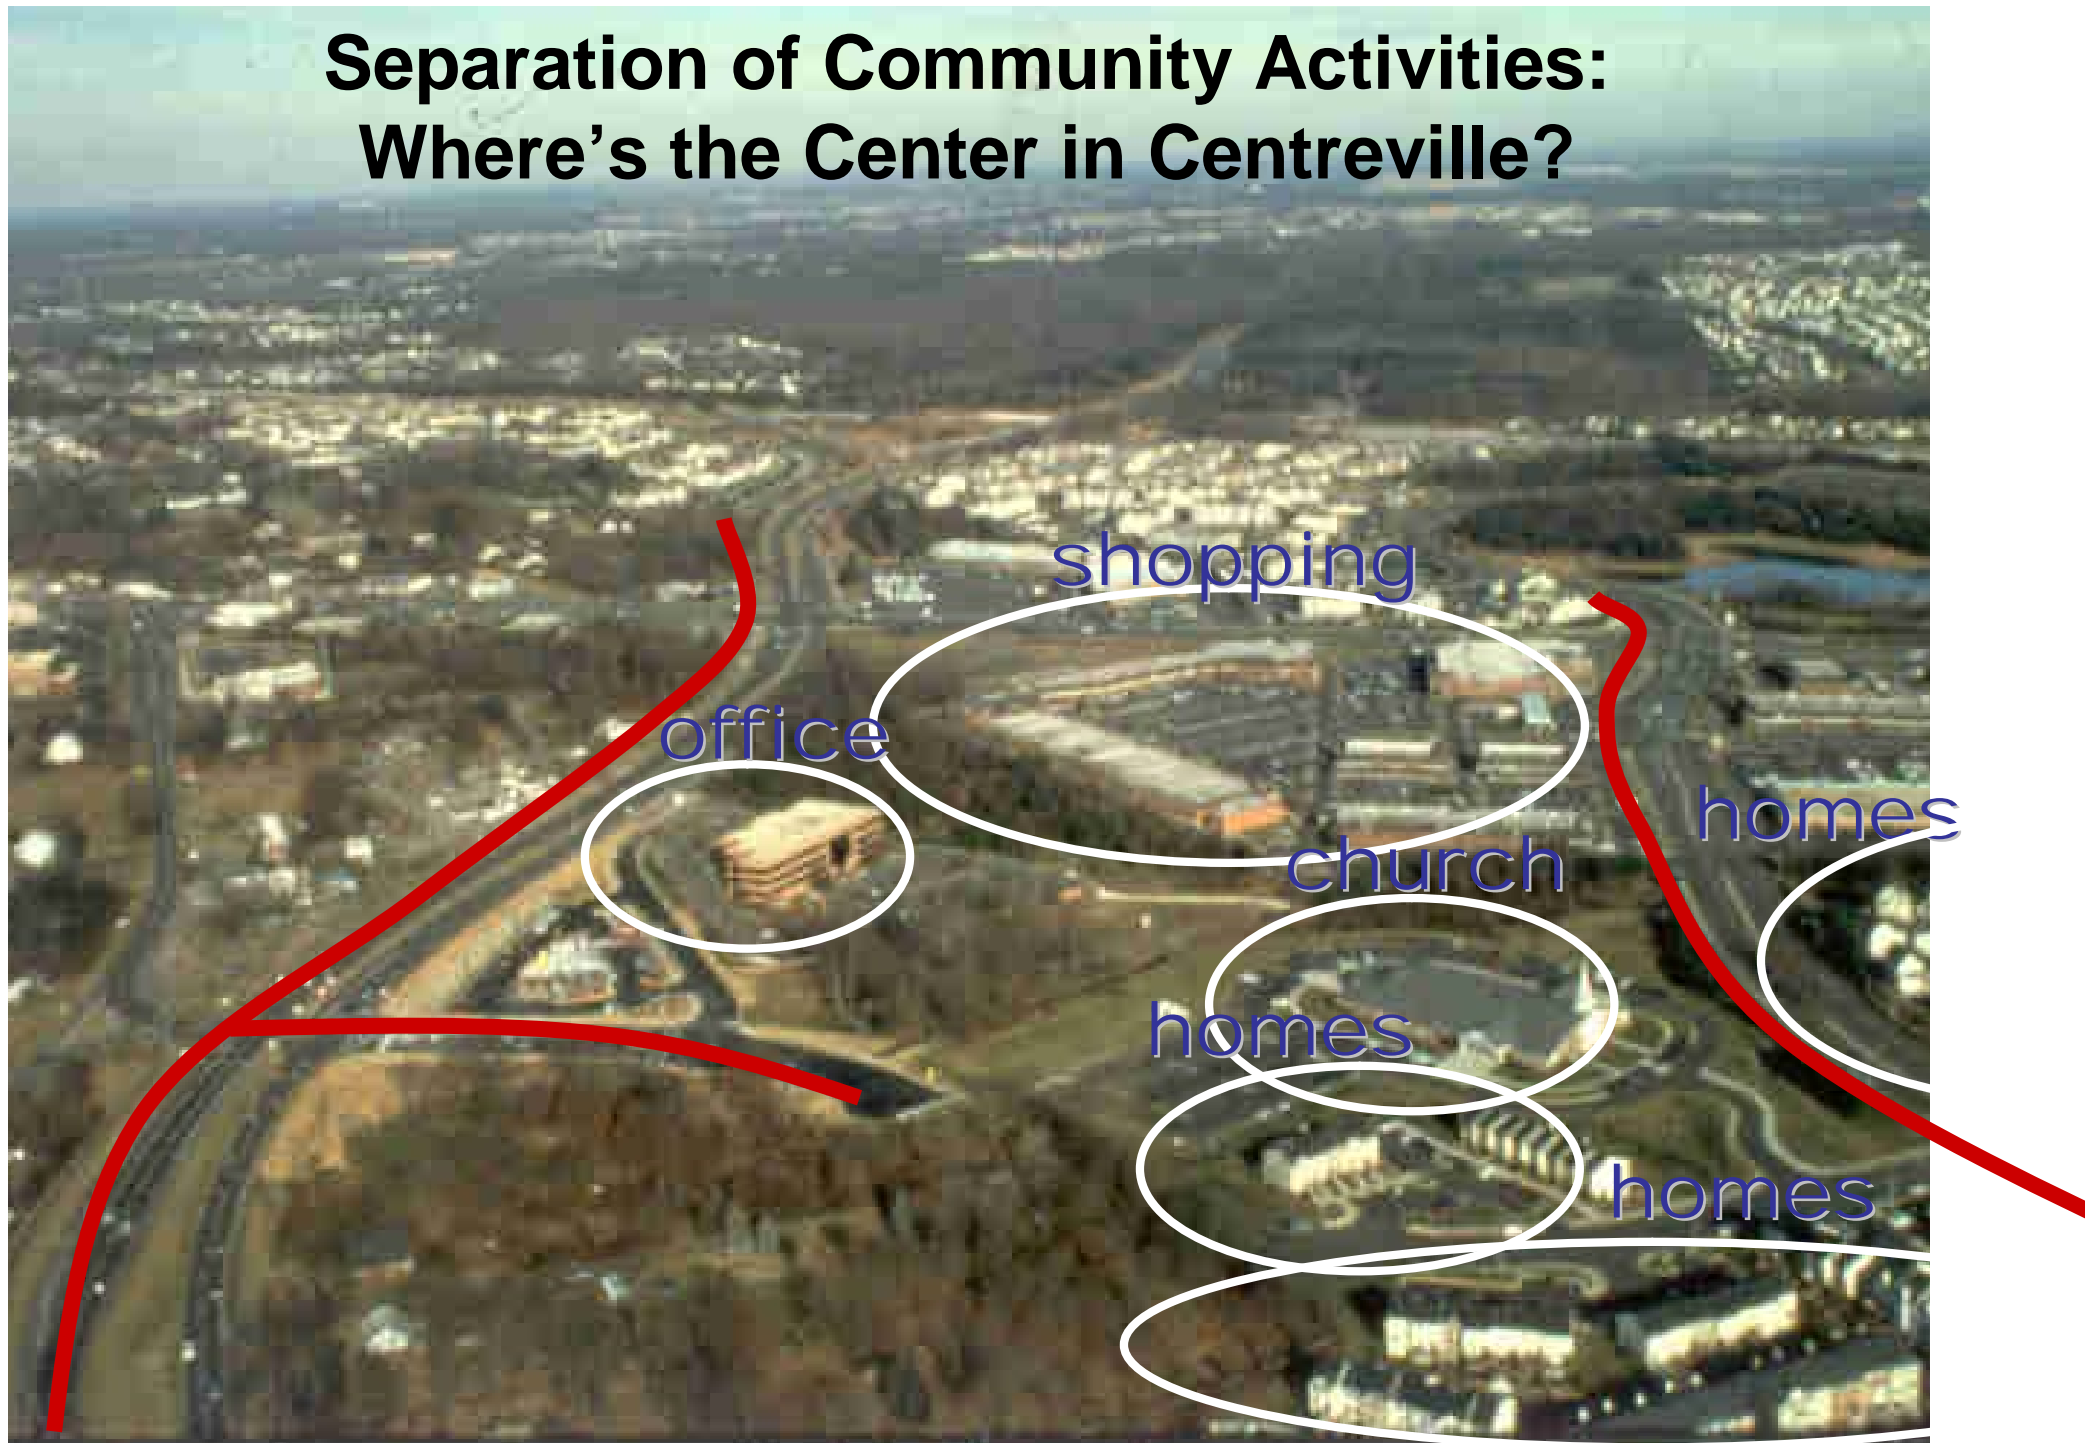 Separation of Community Activities:
Where’s the Center in Centreville?
shopping
office
homes
church
homes
homes